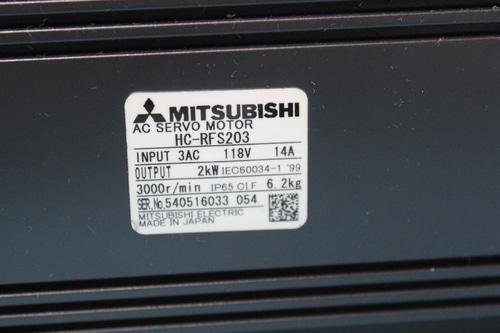 MITSUBISHI
AC SERVO MOTOR
HC-RFS203
INPUT 3AC 118V 14A
OUTPUT 2kW IEC60034-1 '99
3000r/min IP65 Cl.F 6.2kg
SER.No.540516033 054
MITSUBISHI ELECTRIC
MADE IN JAPAN